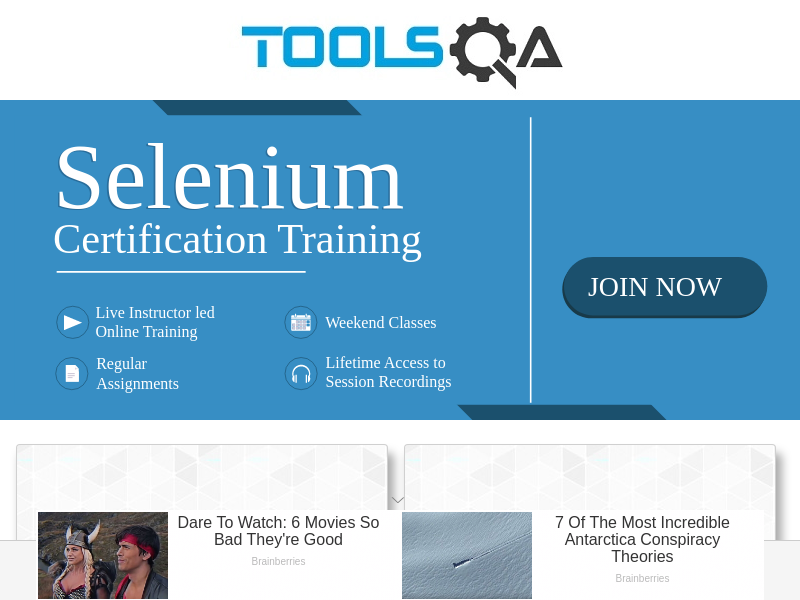 TOOLSQA
Selenium
Certification Training
JOIN NOW
Live Instructor led
Online Training
Weekend Classes
Regular
Assignments
Lifetime Access to
Session Recordings
Dare To Watch: 6 Movies So
Bad They're Good
Brainberries
7 Of The Most Incredible
Antarctica Conspiracy
Theories
Brainberries